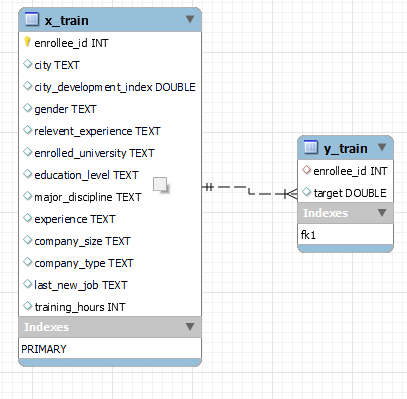 x_train
enrollee_id INT
city TEXT
city_development_index DOUBLE
gender TEXT
relevent_experience TEXT
enrolled_university TEXT
education_level TEXT
major_discipline TEXT
experience TEXT
company_size TEXT
company_type TEXT
last_new_job TEXT
training_hours INT
Indexes
PRIMARY
y_train
enrollee_id INT
target DOUBLE
Indexes
fk1